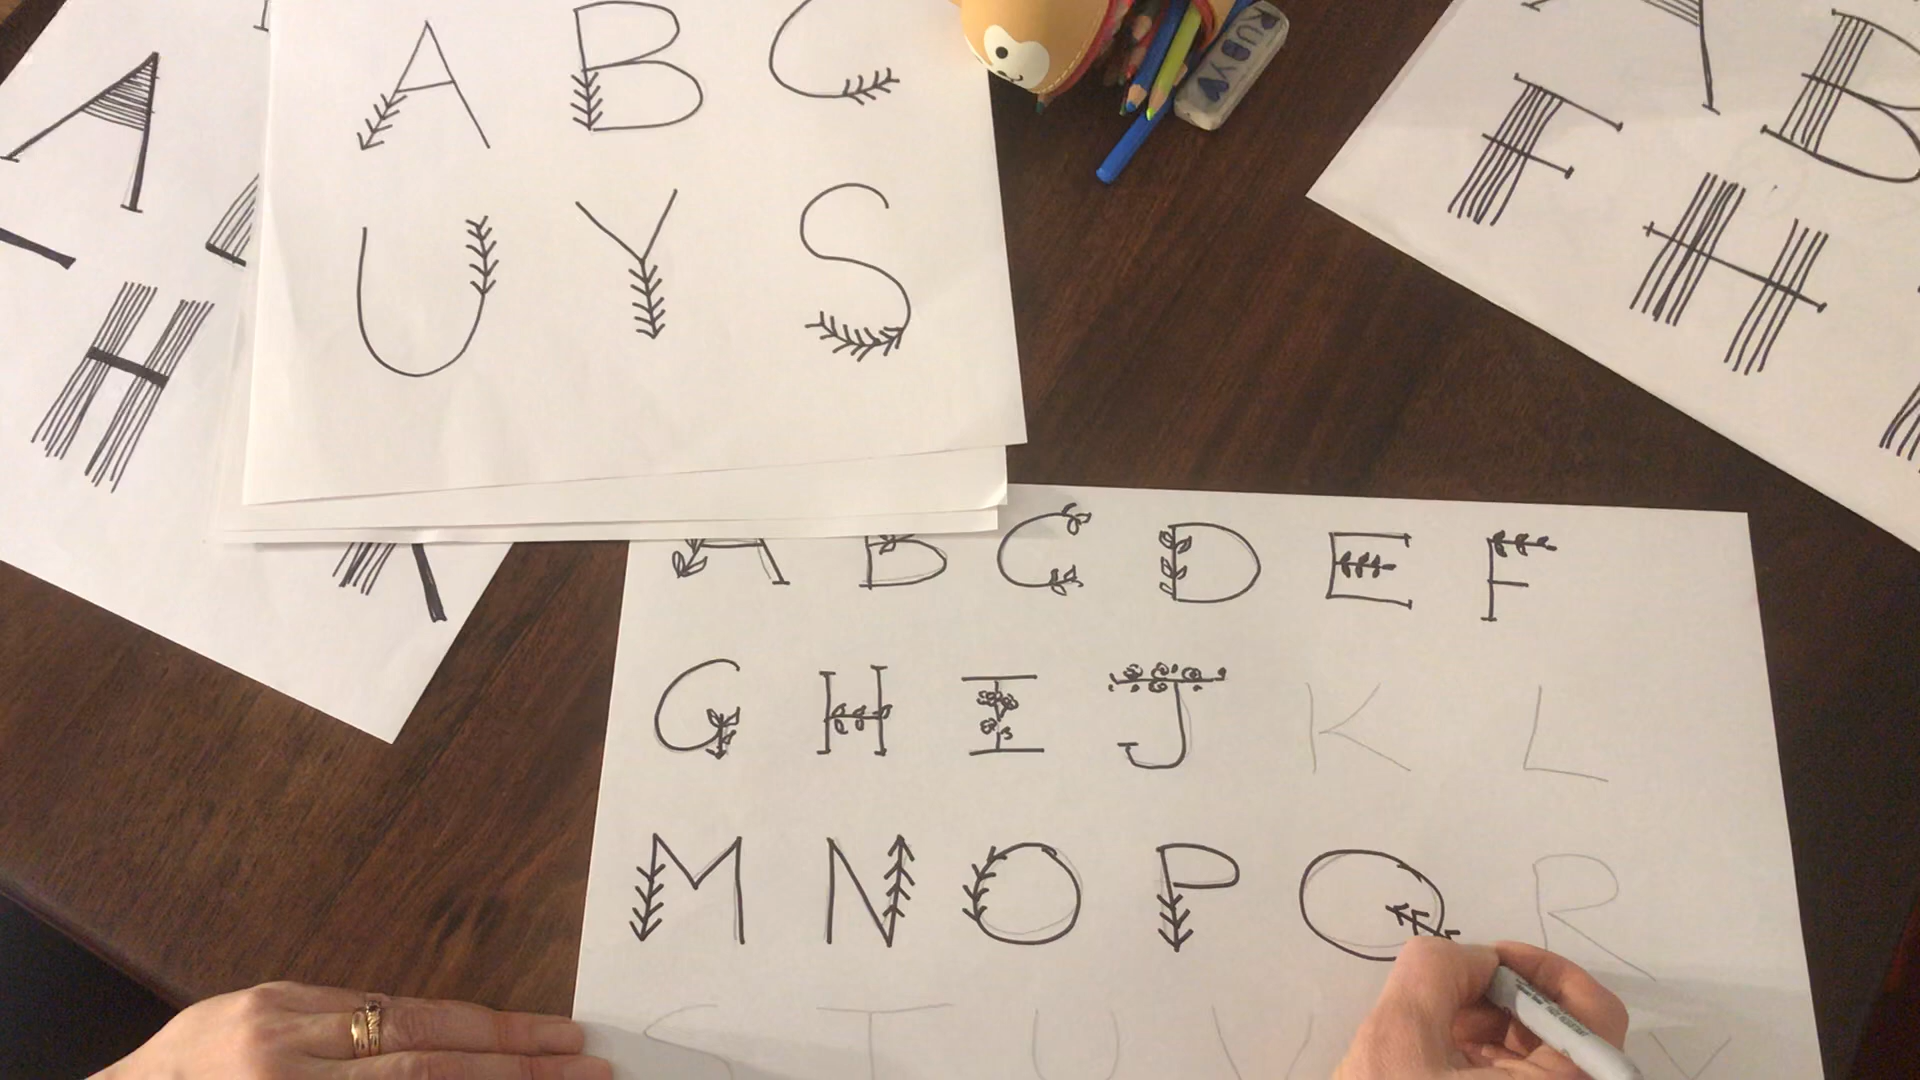 A
H
A B C
U Y S
RUBY
B
F
H
A B C D E F
G H I J K L
M N O P Q R
S T U V